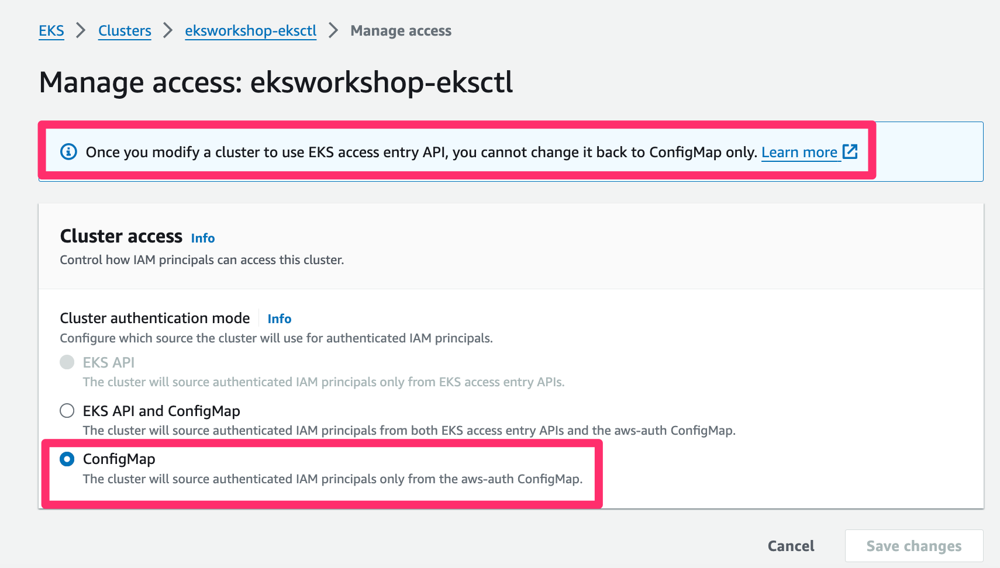 EKS > Clusters > eksworkshop-eksctl > Manage access
Manage access: eksworkshop-eksctl
Once you modify a cluster to use EKS access entry API, you cannot change it back to ConfigMap only. Learn more
Cluster access Info
Control how IAM principals can access this cluster.
Cluster authentication mode Info
Configure which source the cluster will use for authenticated IAM principals.
EKS API
The cluster will source authenticated IAM principals only from EKS access entry APIs.
EKS API and ConfigMap
The cluster will source authenticated IAM principals from both EKS access entry APIs and the aws-auth ConfigMap.
ConfigMap
The cluster will source authenticated IAM principals only from the aws-auth ConfigMap.
Cancel Save changes